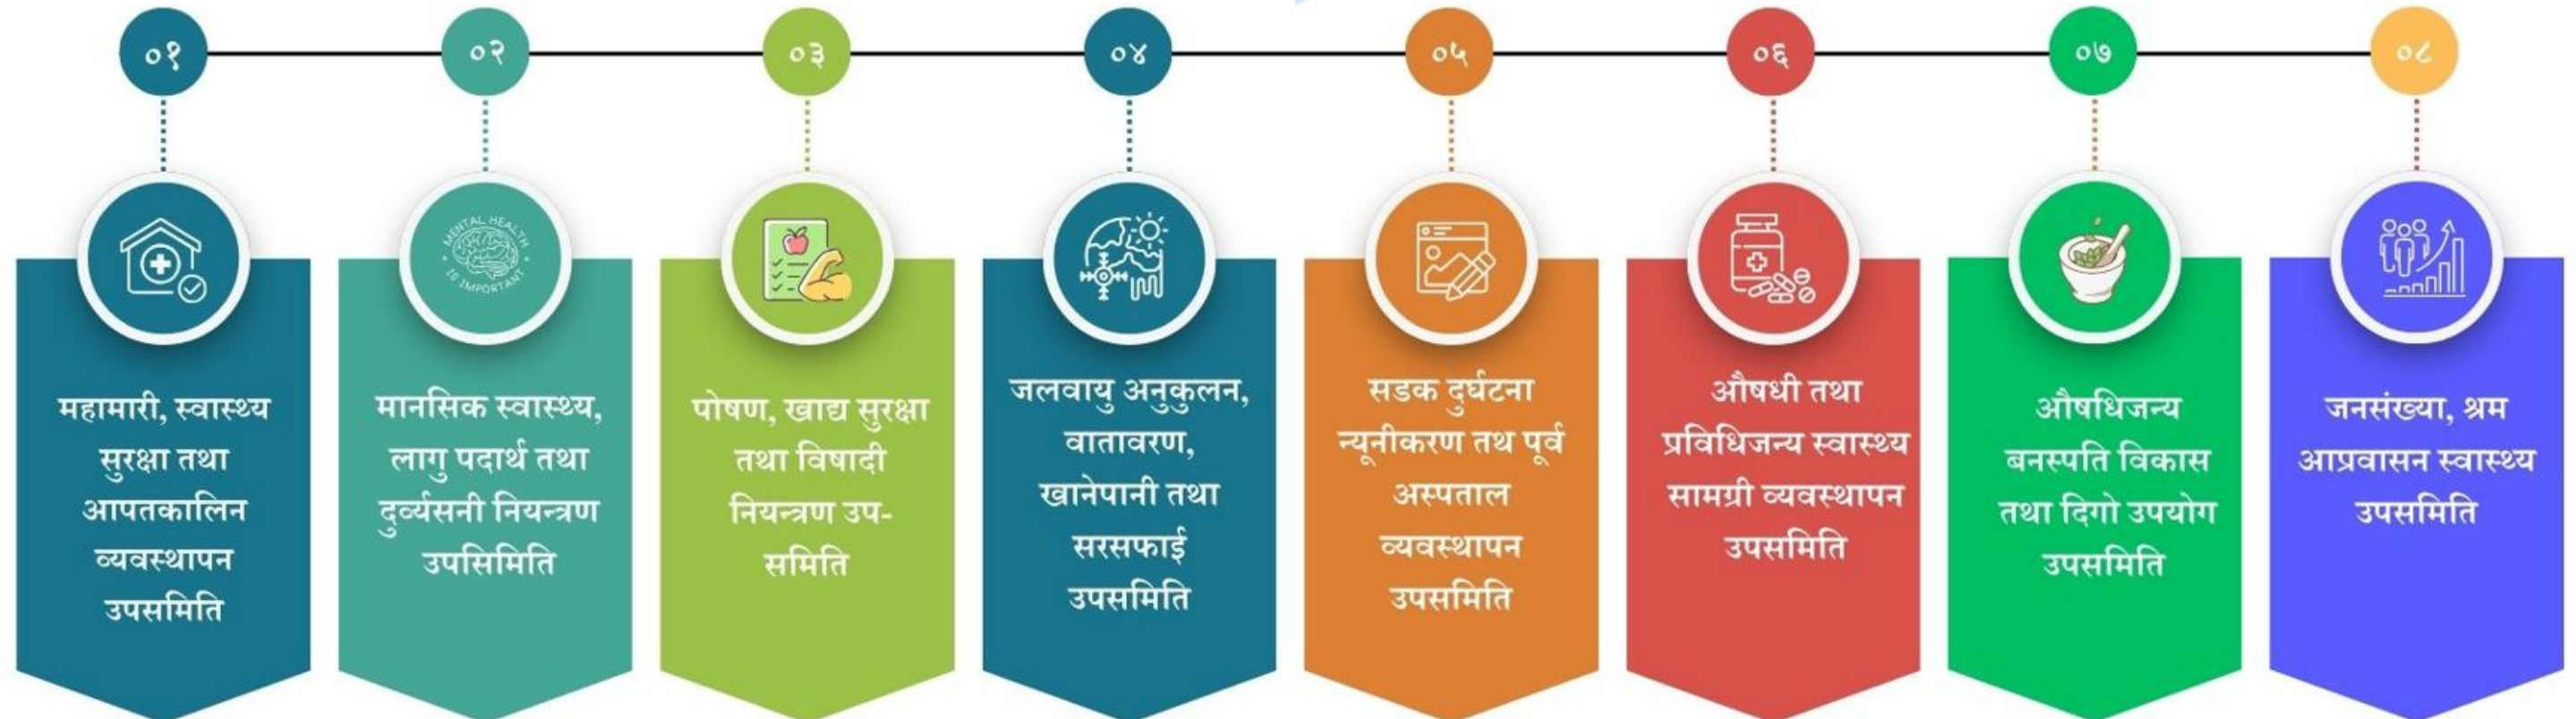 ०१
०२
०३
०४
०५
०६
०७
०८
महामारी, स्वास्थ्य
सुरक्षा तथा
आपतकालिन
व्यवस्थापन
उपसमिति
MENTAL HEALTH
IS IMPORTANT
मानसिक स्वास्थ्य,
लागु पदार्थ तथा
दुर्व्यसनी नियन्त्रण
उपसिमिति
पोषण, खाद्य सुरक्षा
तथा विषादी
नियन्त्रण उप-
समिति
जलवायु अनुकुलन,
वातावरण,
खानेपानी तथा
सरसफाई
उपसमिति
सडक दुर्घटना
न्यूनीकरण तथ पूर्व
अस्पताल
व्यवस्थापन
उपसमिति
औषधी तथा
प्रविधिजन्य स्वास्थ्य
सामग्री व्यवस्थापन
उपसमिति
औषधिजन्य
बनस्पति विकास
तथा दिगो उपयोग
उपसमिति
जनसंख्या, श्रम
आप्रवासन स्वास्थ्य
उपसमिति